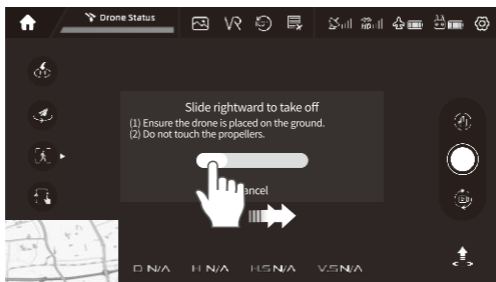 Drone Status VR HD
Slide rightward to take off
(1) Ensure the drone is placed on the ground.
(2) Do not touch the propellers.
ancel
D N/A H N/A H.S N/A V.S N/A